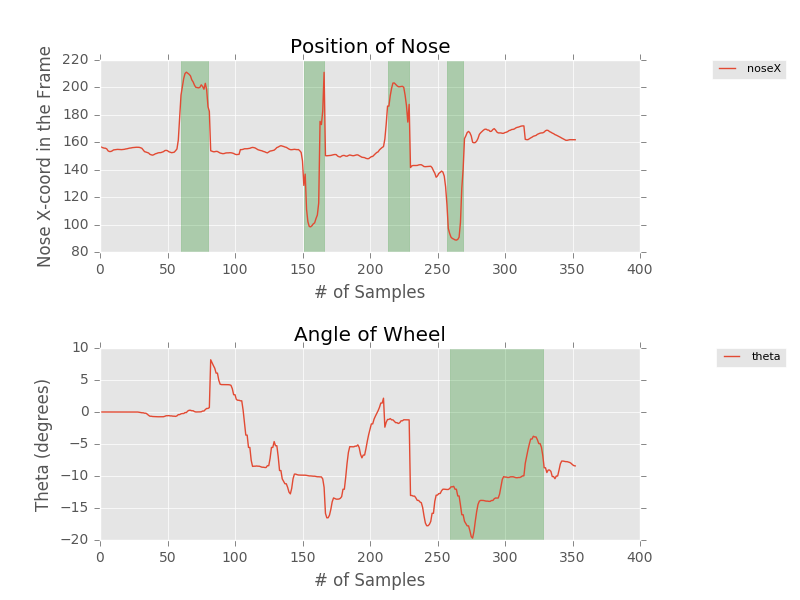 Position of Nose
Nose X-coord in the Frame
220
200
180
160
140
120
100
80
0 50 100 150 200 250 300 350 400
# of Samples
noseX
Angle of Wheel
Theta (degrees)
10
5
0
−5
−10
−15
−20
0 50 100 150 200 250 300 350 400
# of Samples
theta